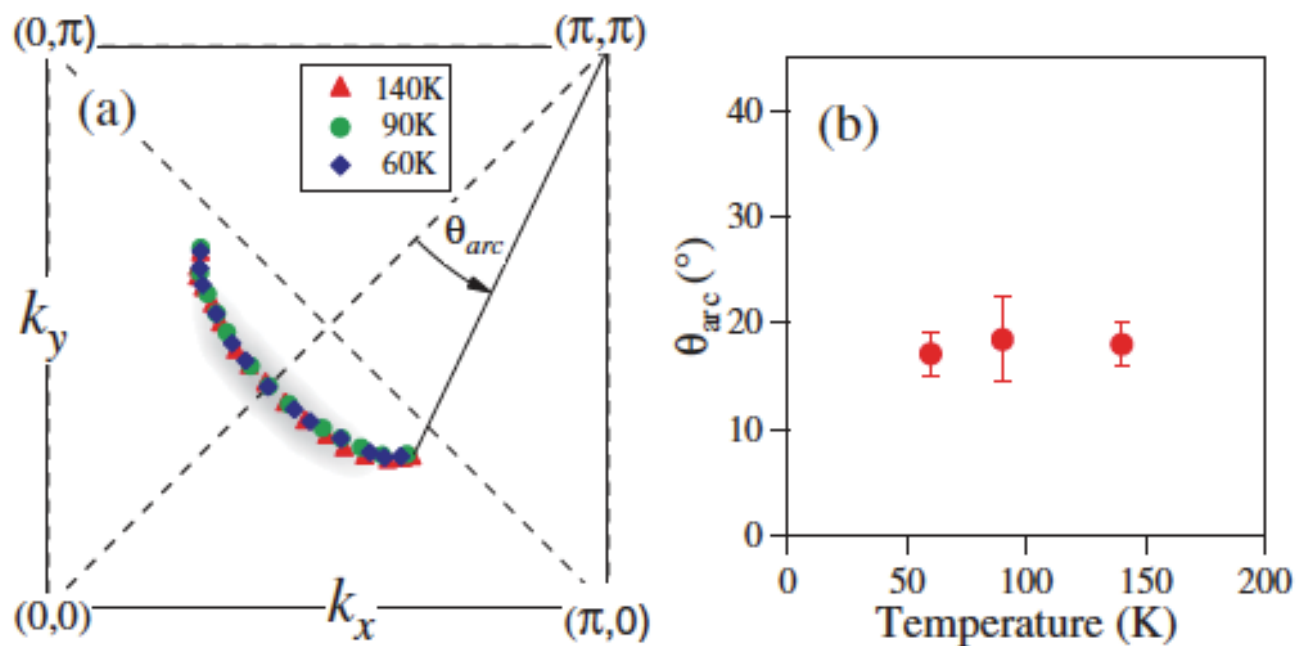 (0,π)
(π,π)
(a)
140K
90K
60K
θarc
ky
(0,0)
kx
(π,0)
(b)
40
30
20
10
0
θarc (°)
0 50 100 150 200
Temperature (K)